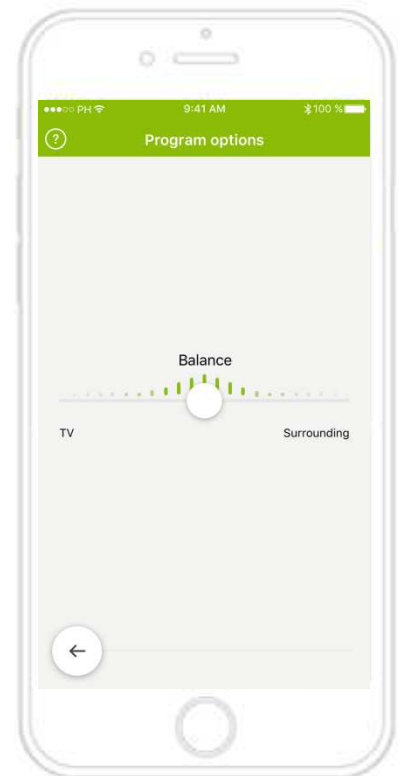 ●●●○○ PH 9:41 AM 100 %
? Program options
Balance
TV Surrounding